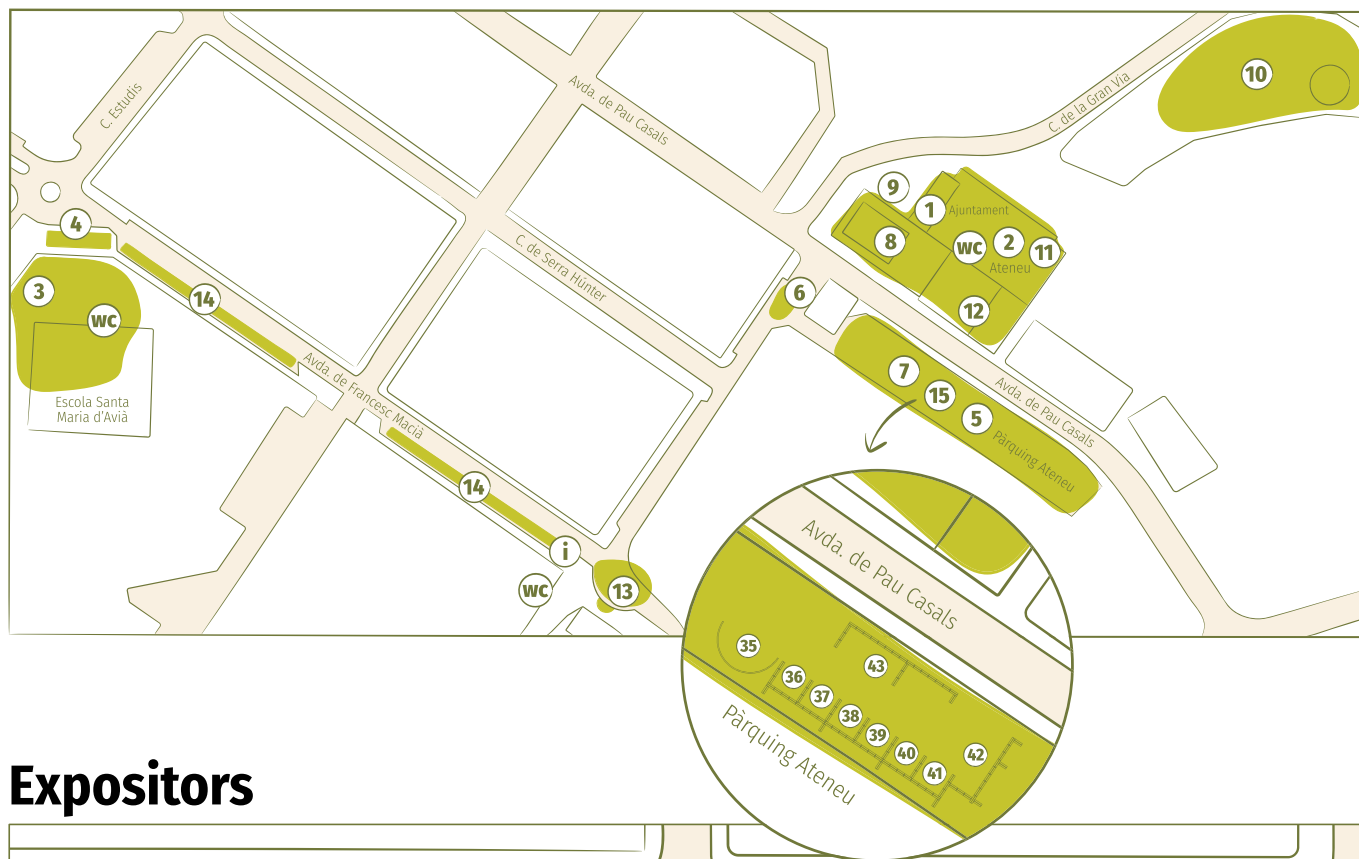 10
C. de la Gran Via
C. Estudis
Avda. de Pau Casals
9
1
Ajuntament
4
8
WC
2
11
Ateneu
C. de Serra Húnter
3
14
6
12
WC
Avda. de Francesc Macià
7
15
5
Avda. de Pau Casals
Pàrquing Ateneu
Escola Santa
Maria d'Avià
14
i
WC
13
Avda. de Pau Casals
35
36
37
38
39
40
41
43
42
Pàrquing Ateneu
Expositors